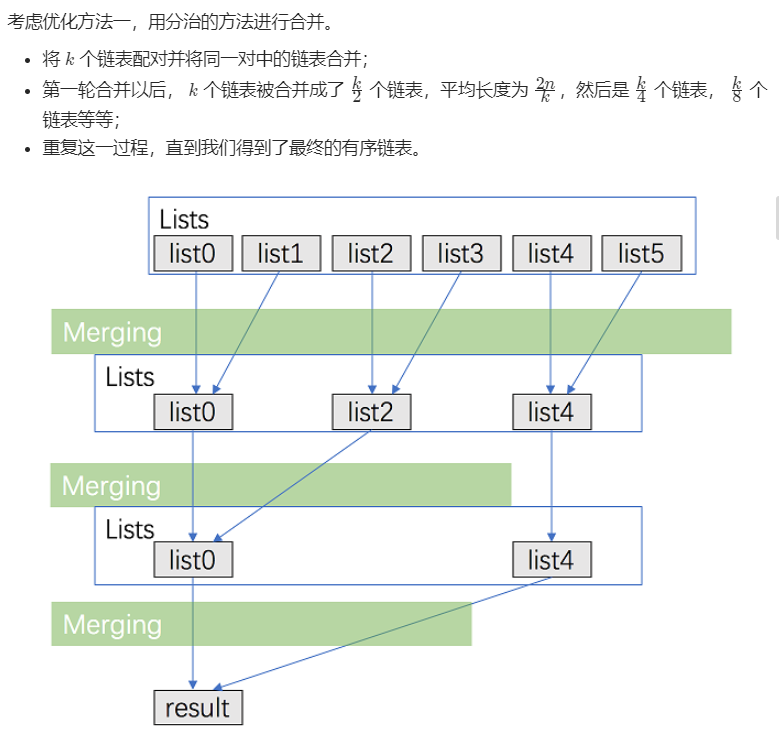 考虑优化方法一，用分治的方法进行合并。
• 将 k 个链表配对并将同一对中的链表合并；
• 第一轮合并以后， k 个链表被合并成了 k/2 个链表，平均长度为 2n/k，然后是 k/4 个链表， k/8 个
链表等等；
• 重复这一过程，直到我们得到了最终的有序链表。
Lists
list0 list1 list2 list3 list4 list5
Merging
Lists
list0 list2 list4
Merging
Lists
list0 list4
Merging
result